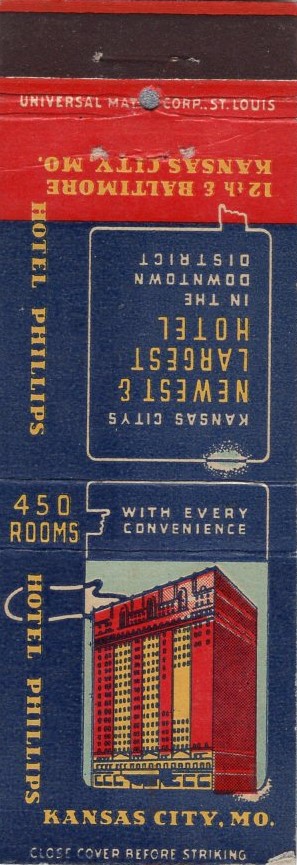 UNIVERSAL MATCH CORP., ST. LOUIS
12th & BALTIMORE
KANSAS CITY MO.
HOTEL PHILLIPS
KANSAS CITYS
NEWEST &
LARGEST
HOTEL
IN THE
DOWNTOWN
DISTRICT
450
ROOMS
WITH EVERY
CONVENIENCE
HOTEL PHILLIPS
KANSAS CITY, MO.
CLOSE COVER BEFORE STRIKING